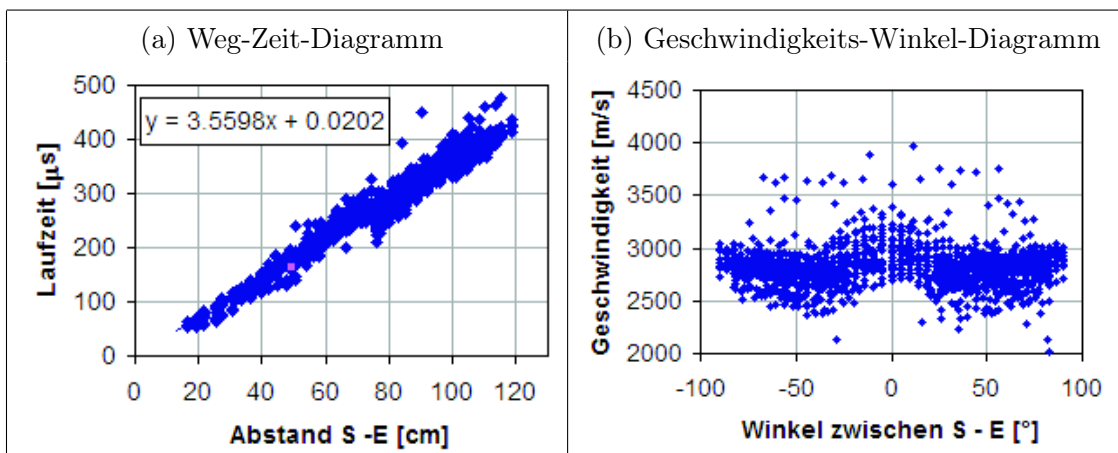 (a) Weg-Zeit-Diagramm
500
400
300
200
100
0
y = 3.5598x + 0.0202
Laufzeit [µs]
0 20 40 60 80 100 120
Abstand S -E [cm]
(b) Geschwindigkeits-Winkel-Diagramm
4500
4000
3500
3000
2500
2000
Geschwindigkeit [m/s]
-100 -50 0 50 100
Winkel zwischen S - E [°]